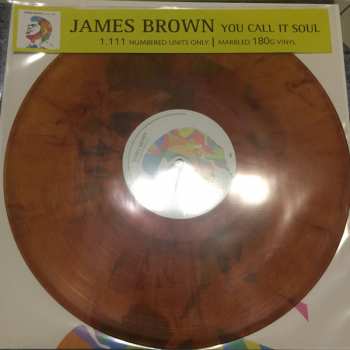 JAMES BROWN YOU CALL IT SOUL
1.111 NUMBERED UNITS ONLY | MARBLED 180G VINYL